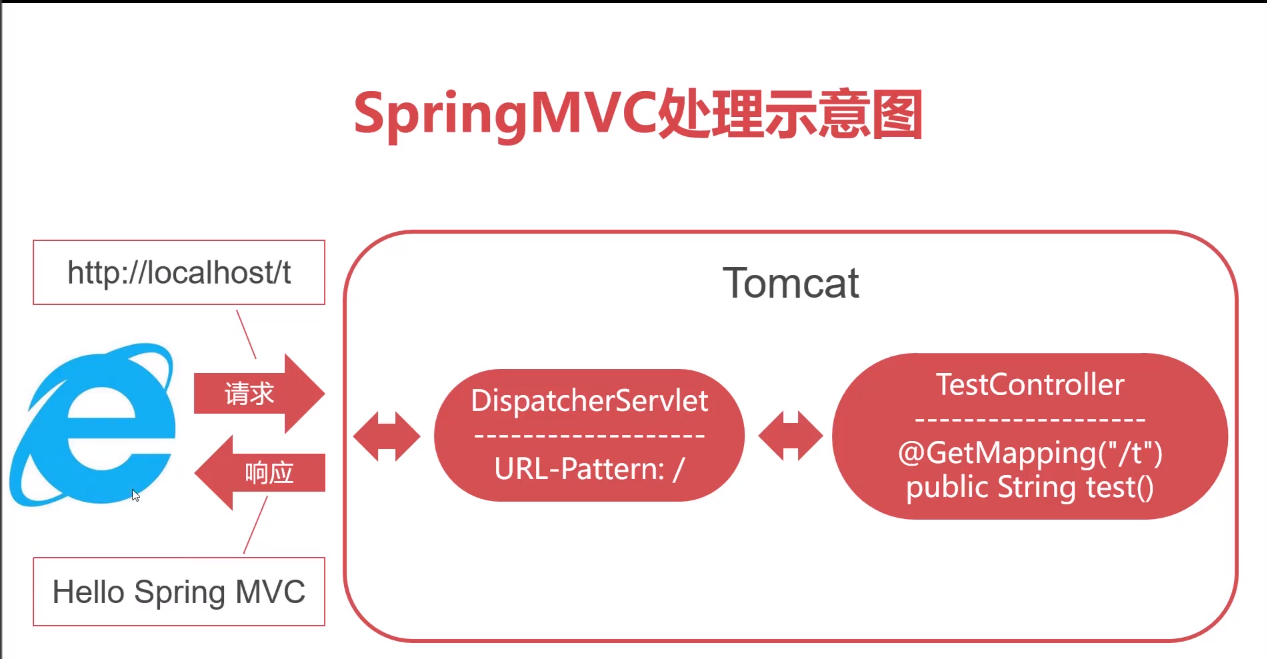 SpringMVC处理示意图
http://localhost/t
请求
响应
Hello Spring MVC
Tomcat
DispatcherServlet
-------------------
URL-Pattern: /
TestController
-------------------
@GetMapping("/t")
public String test()